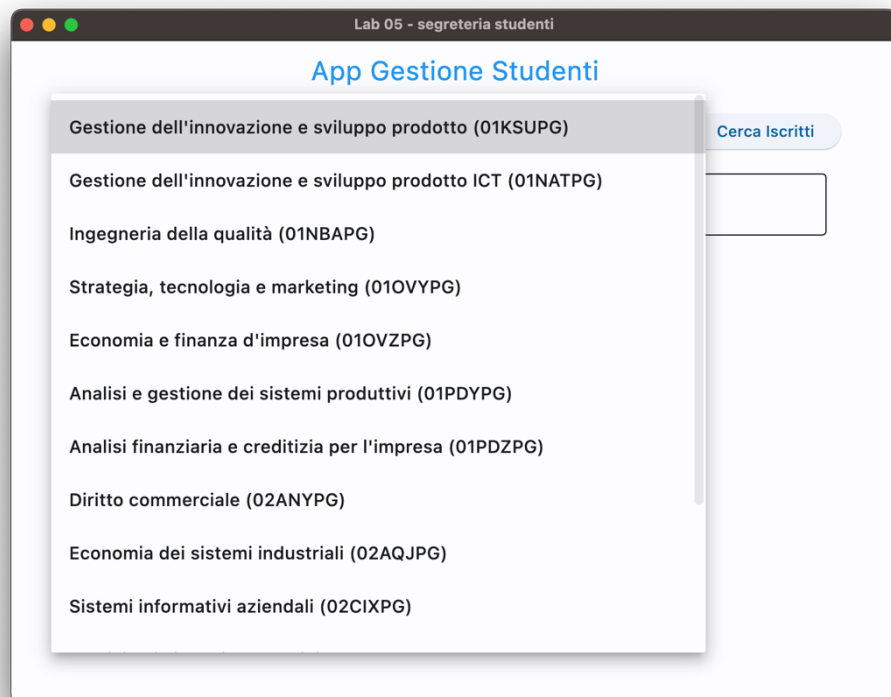 Lab 05 - segreteria studenti
App Gestione Studenti
Gestione dell'innovazione e sviluppo prodotto (01KSUPG)
Cerca Iscritti
Gestione dell'innovazione e sviluppo prodotto ICT (01NATPG)
Ingegneria della qualità (01NBAPG)
Strategia, tecnologia e marketing (01OVYPG)
Economia e finanza d'impresa (01OVZPG)
Analisi e gestione dei sistemi produttivi (01PDYPG)
Analisi finanziaria e creditizia per l'impresa (01PDZPG)
Diritto commerciale (02ANYPG)
Economia dei sistemi industriali (02AQJPG)
Sistemi informativi aziendali (02CIXPG)